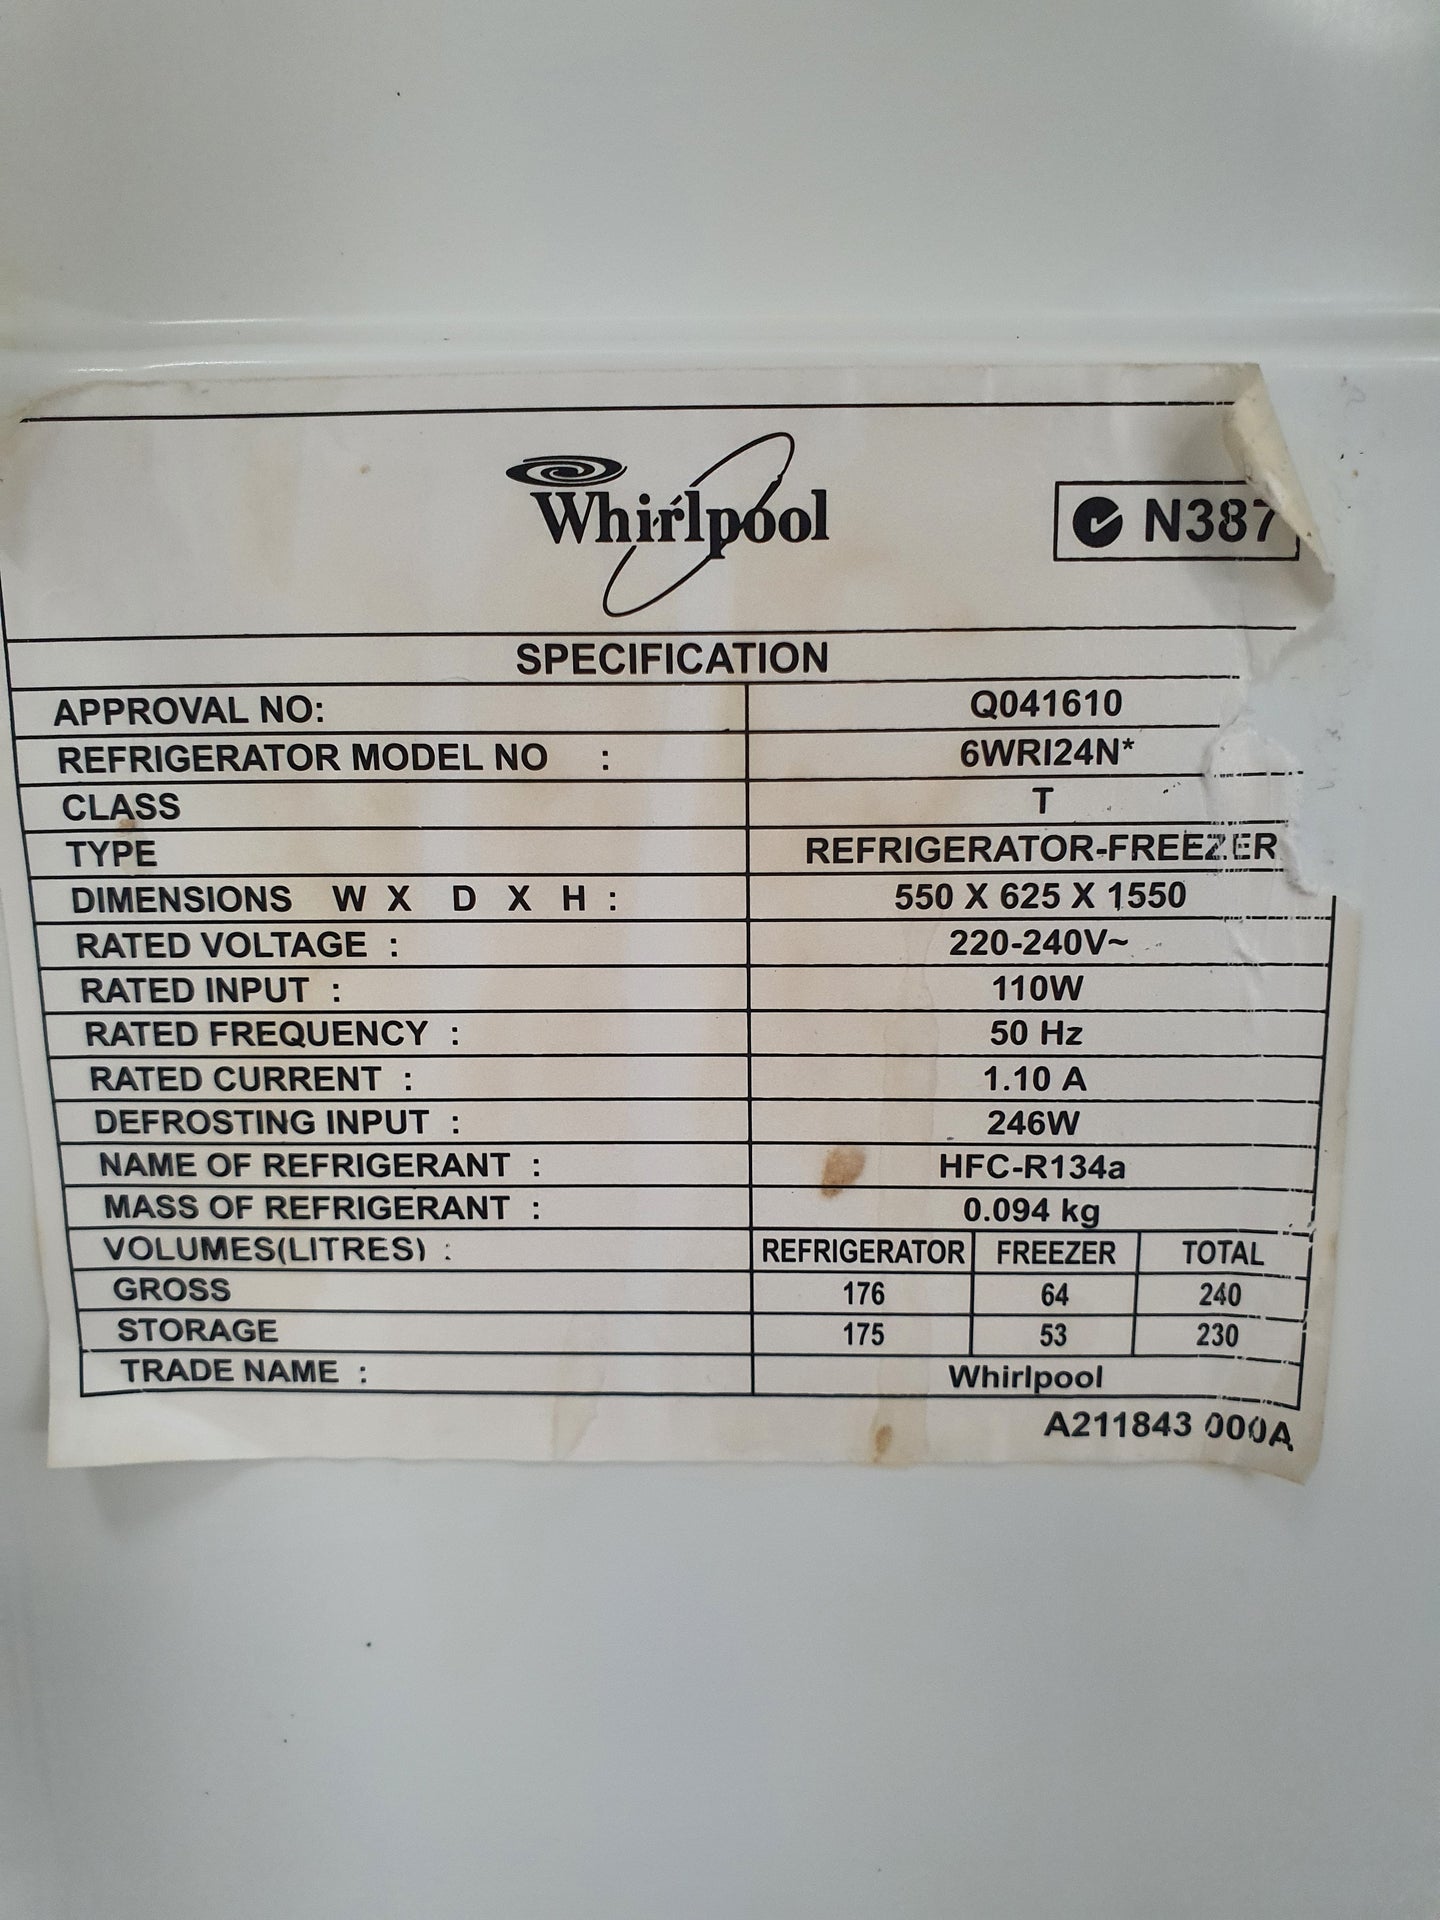 Whirlpool
N387
SPECIFICATION
APPROVAL NO: Q041610
REFRIGERATOR MODEL NO : 6WRI24N*
CLASS T
TYPE REFRIGERATOR-FREEZER
DIMENSIONS W X D X H : 550 X 625 X 1550
RATED VOLTAGE : 220-240V~
RATED INPUT : 110W
RATED FREQUENCY : 50 Hz
RATED CURRENT : 1.10 A
DEFROSTING INPUT : 246W
NAME OF REFRIGERANT : HFC-R134a
MASS OF REFRIGERANT : 0.094 kg
VOLUMES(LITRES) : REFRIGERATOR FREEZER TOTAL
GROSS 176 64 240
STORAGE 175 53 230
TRADE NAME : Whirlpool
A211843 000A